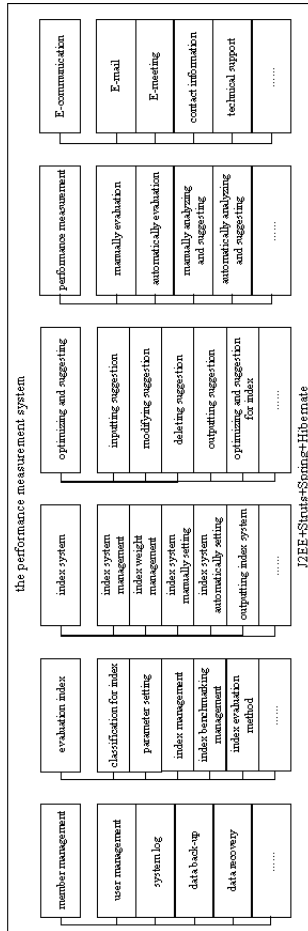 the performance measurement system
member management
user management
system log
data back-up
data recovery
......
evaluation index
classification for index
parameter setting
index management
index benchmarking
management
index evaluation
method
......
index system
index system
management
index weight
management
index system
manually setting
index system
automatically setting
outputting index system
......
optimizing and suggesting
inputting suggestion
modifying suggestion
deleting suggestion
outputting suggestion
optimizing and suggestion
for index
......
performance measurement
manually evaluation
automatically evaluation
manually analyzing
and suggesting
automatically analyzing
and suggesting
......
E-communication
E-mail
E-meeting
contact information
technical support
......
J2EE+Struts+Spring+Hibernate